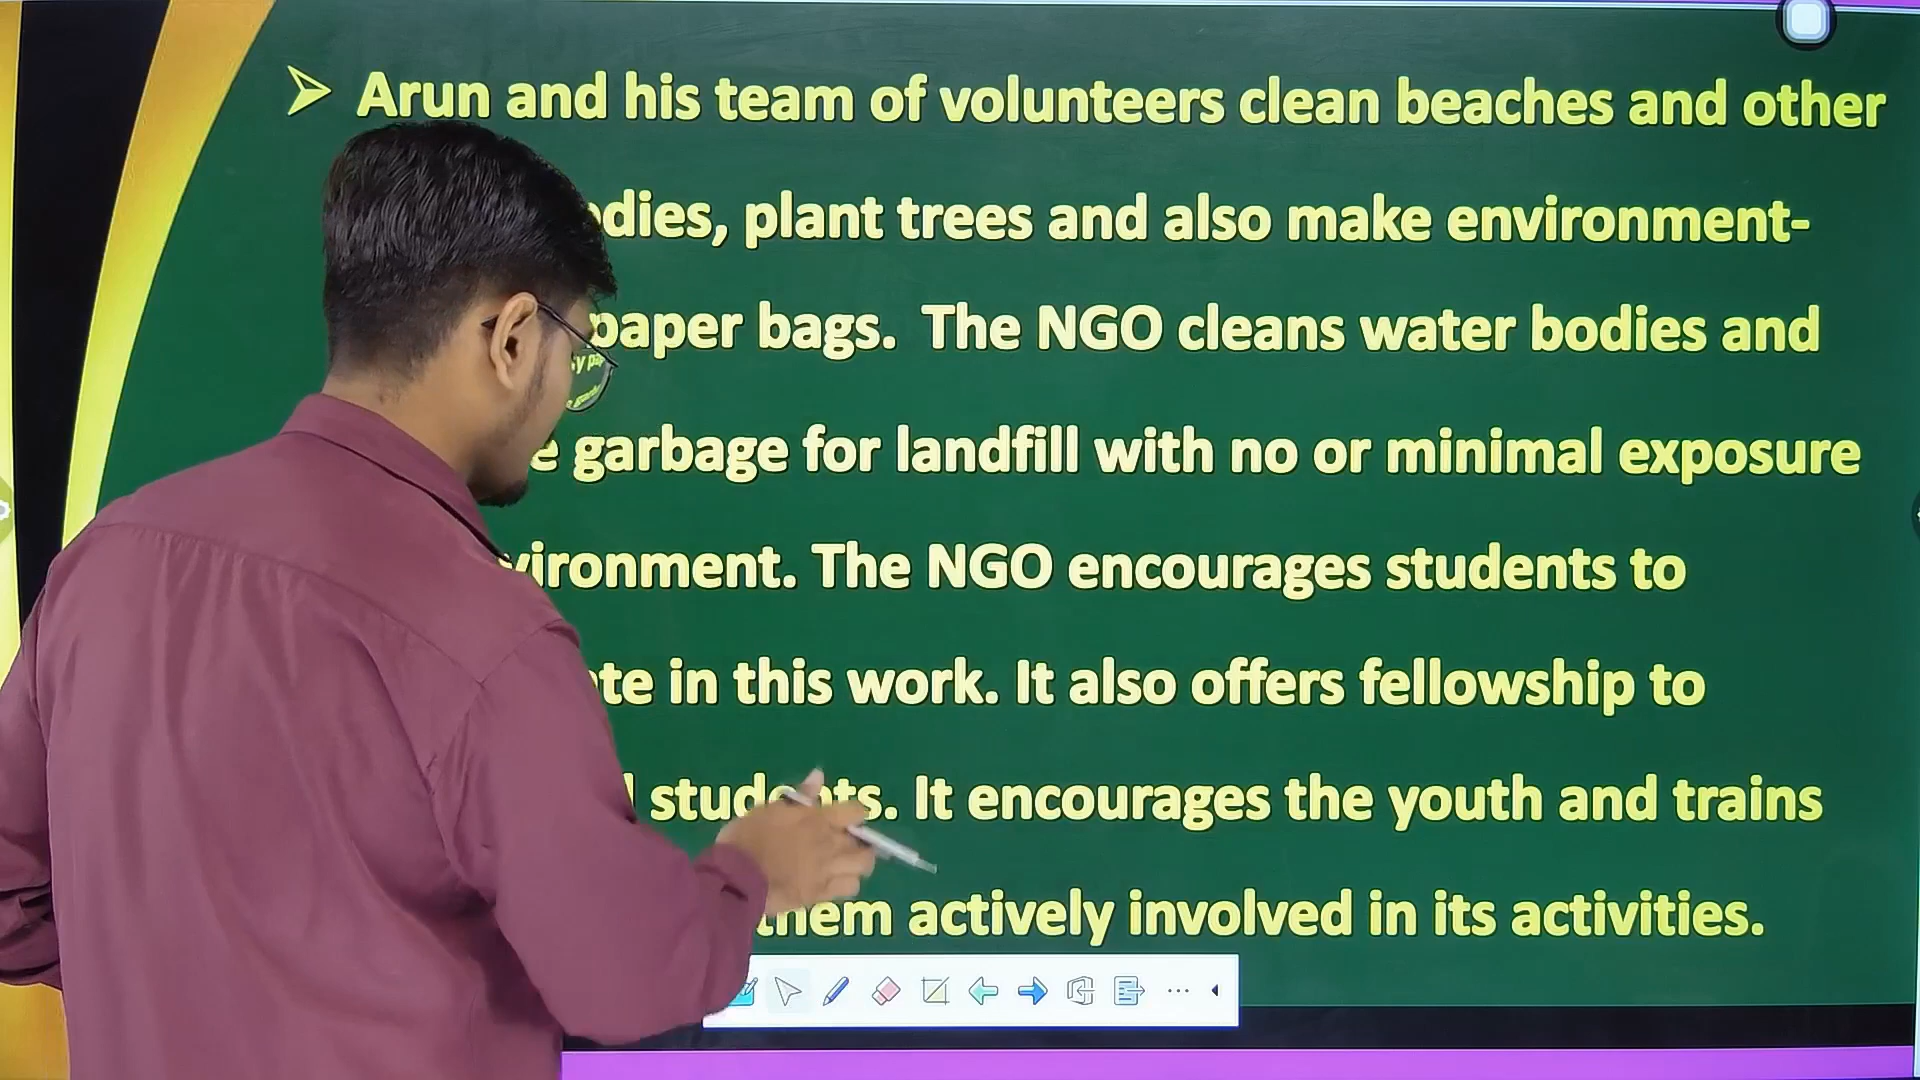 ➢ Arun and his team of volunteers clean beaches and other
plant trees and also make environment-
paper bags. The NGO cleans water bodies and
garbage for landfill with no or minimal exposure
The NGO encourages students to
in this work. It also offers fellowship to
students. It encourages the youth and trains
them actively involved in its activities.